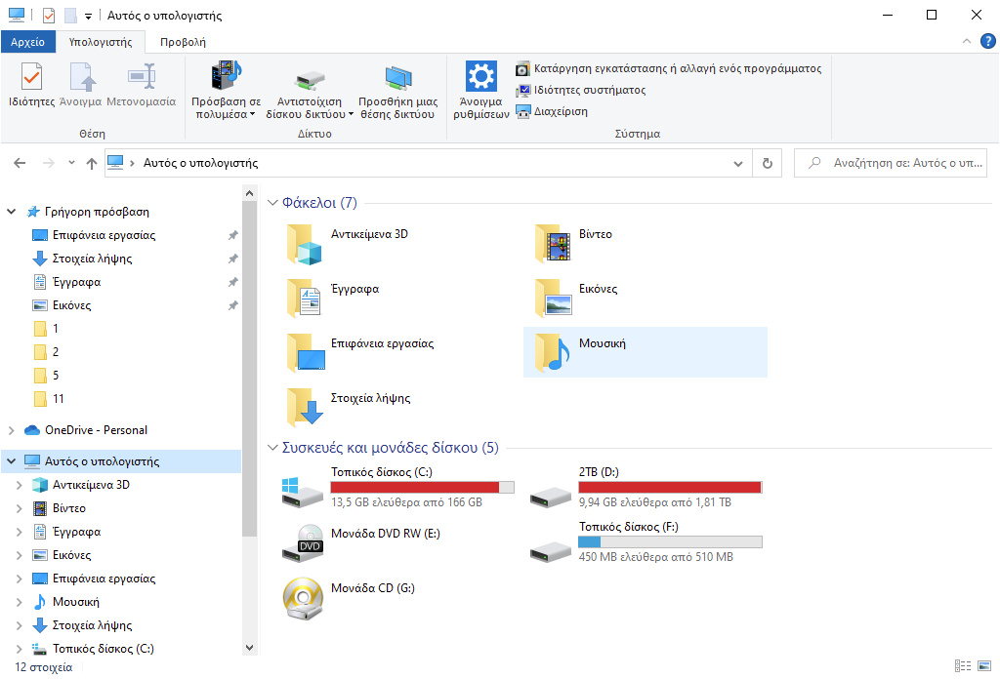 Αυτός ο υπολογιστής
Αρχείο
Υπολογιστής
Προβολή
?
Ιδιότητες
Άνοιγμα
Μετονομασία
Θέση
Πρόσβαση σε
πολυμέσα
Αντιστοίχιση
δίσκου δικτύου
Προσθήκη μιας
θέσης δικτύου
Δίκτυο
Άνοιγμα
ρυθμίσεων
Κατάργηση εγκατάστασης ή αλλαγή ενός προγράμματος
Ιδιότητες συστήματος
Διαχείριση
Σύστημα
Αυτός ο υπολογιστής
Αναζήτηση σε: Αυτός ο υπ...
Γρήγορη πρόσβαση
Επιφάνεια εργασίας
Στοιχεία λήψης
Έγγραφα
Εικόνες
1
2
5
11
OneDrive - Personal
Αυτός ο υπολογιστής
Αντικείμενα 3D
Βίντεο
Έγγραφα
Εικόνες
Επιφάνεια εργασίας
Μουσική
Στοιχεία λήψης
Τοπικός δίσκος (C:)
Φάκελοι (7)
Αντικείμενα 3D
Βίντεο
Έγγραφα
Εικόνες
Επιφάνεια εργασίας
Μουσική
Στοιχεία λήψης
Συσκευές και μονάδες δίσκου (5)
Τοπικός δίσκος (C:)
13,5 GB ελεύθερα από 166 GB
2TB (D:)
9,94 GB ελεύθερα από 1,81 TB
DVD
Μονάδα DVD RW (E:)
Τοπικός δίσκος (F:)
450 MB ελεύθερα από 510 MB
Μονάδα CD (G:)
12 στοιχεία